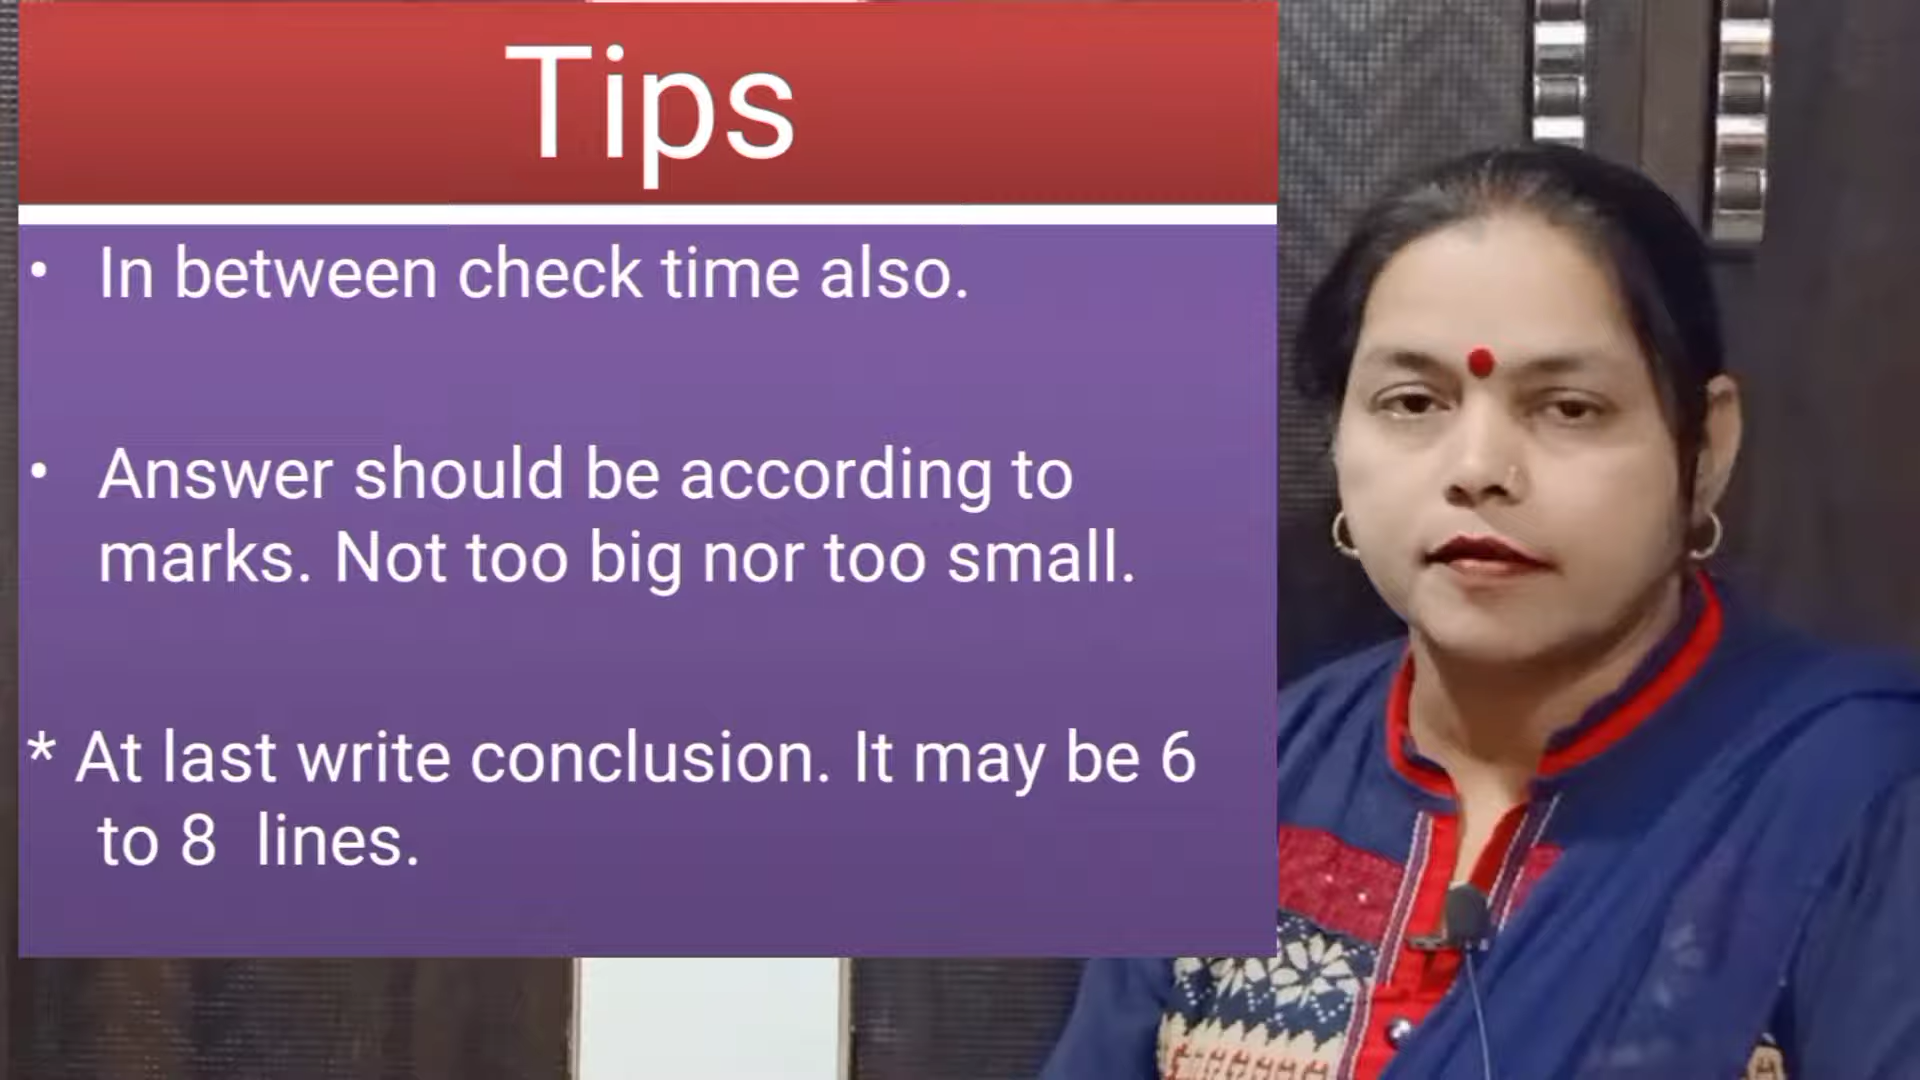 Tips
• In between check time also.
• Answer should be according to
marks. Not too big nor too small.
* At last write conclusion. It may be 6
to 8 lines.